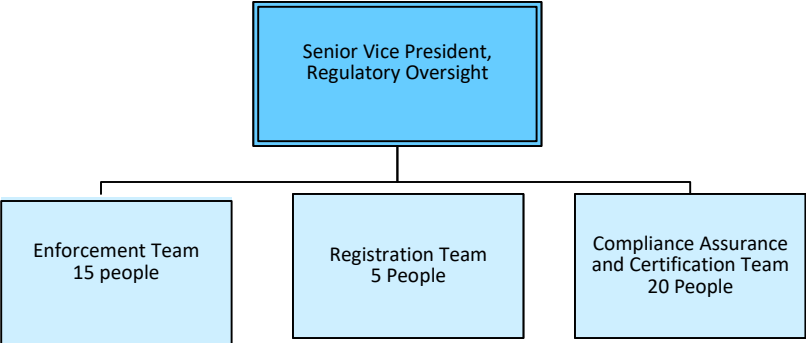 Senior Vice President,
Regulatory Oversight
Enforcement Team
15 people
Registration Team
5 People
Compliance Assurance
and Certification Team
20 People